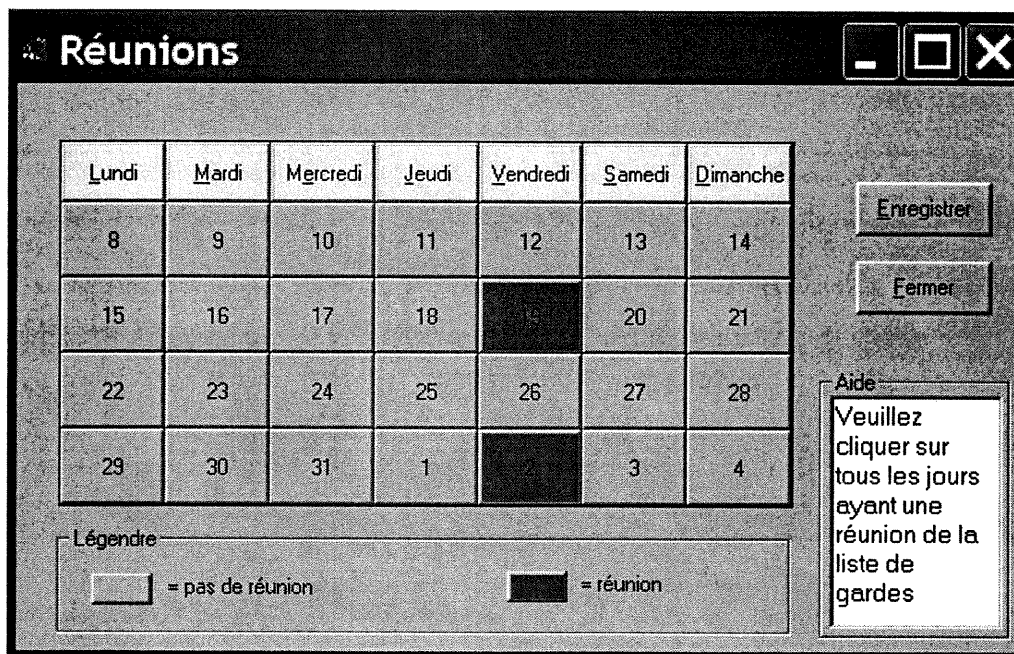 Réunions
Lundi Mardi Mercredi Jeudi Vendredi Samedi Dimanche
8 9 10 11 12 13 14
15 16 17 18 19 20 21
22 23 24 25 26 27 28
29 30 31 1 2 3 4
Enregistrer
Fermer
Aide
Veuillez
cliquer sur
tous les jours
ayant une
réunion de la
liste de
gardes
Légendre
= pas de réunion = réunion